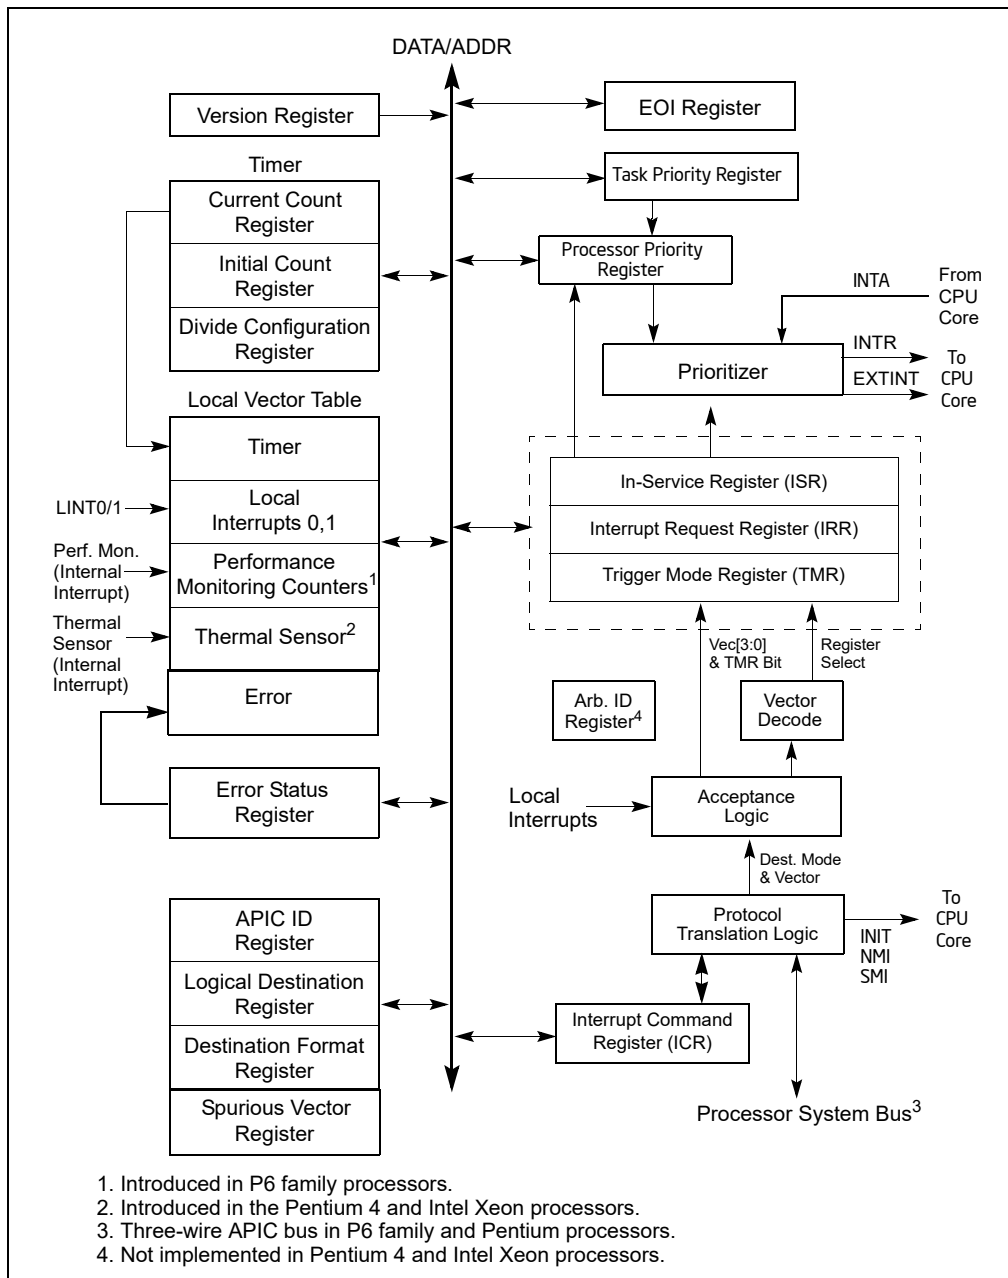 DATA/ADDR
Version Register
EOI Register
Timer
Task Priority Register
Current Count
Register
Processor Priority
Register
Initial Count
Register
INTA
From
CPU
Core
Divide Configuration
Register
INTR
EXTINT
To
CPU
Core
Prioritizer
Local Vector Table
Timer
In-Service Register (ISR)
LINT0/1
Local
Interrupts 0,1
Interrupt Request Register (IRR)
Perf. Mon.
(Internal
Interrupt)
Performance
Monitoring Counters1
Trigger Mode Register (TMR)
Thermal
Sensor
(Internal
Interrupt)
Thermal Sensor2
Vec[3:0]
& TMR Bit
Register
Select
Error
Arb. ID
Register4
Vector
Decode
Error Status
Register
Local
Interrupts
Acceptance
Logic
Dest. Mode
& Vector
APIC ID
Register
Protocol
Translation Logic
To
CPU
Core
INIT
NMI
SMI
Logical Destination
Register
Interrupt Command
Register (ICR)
Destination Format
Register
Spurious Vector
Register
Processor System Bus3
1. Introduced in P6 family processors.
2. Introduced in the Pentium 4 and Intel Xeon processors.
3. Three-wire APIC bus in P6 family and Pentium processors.
4. Not implemented in Pentium 4 and Intel Xeon processors.